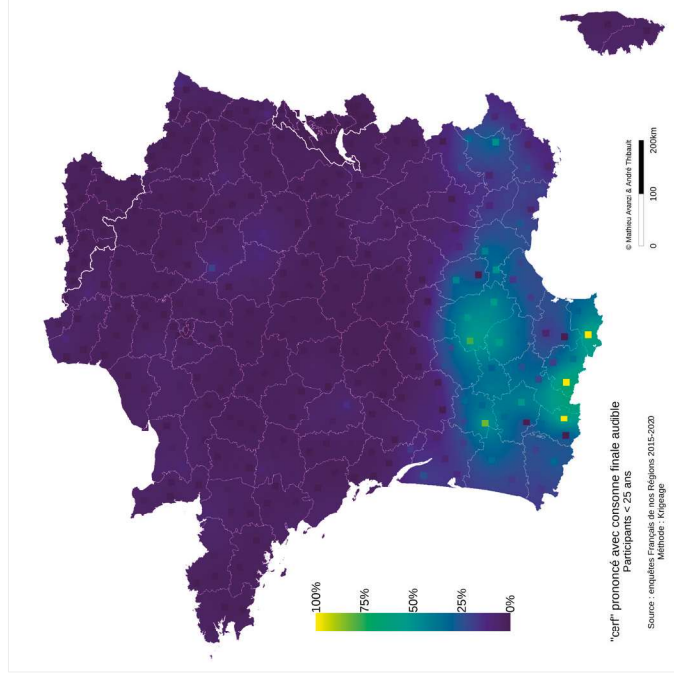 "cerf" prononcé avec consonne finale audible
Participants < 25 ans
Source : enquêtes Français de nos Régions 2015-2020
Méthode : Krigeage
100%
75%
50%
25%
0%
© Mathieu Avanzi & André Thibault
0 100 200km